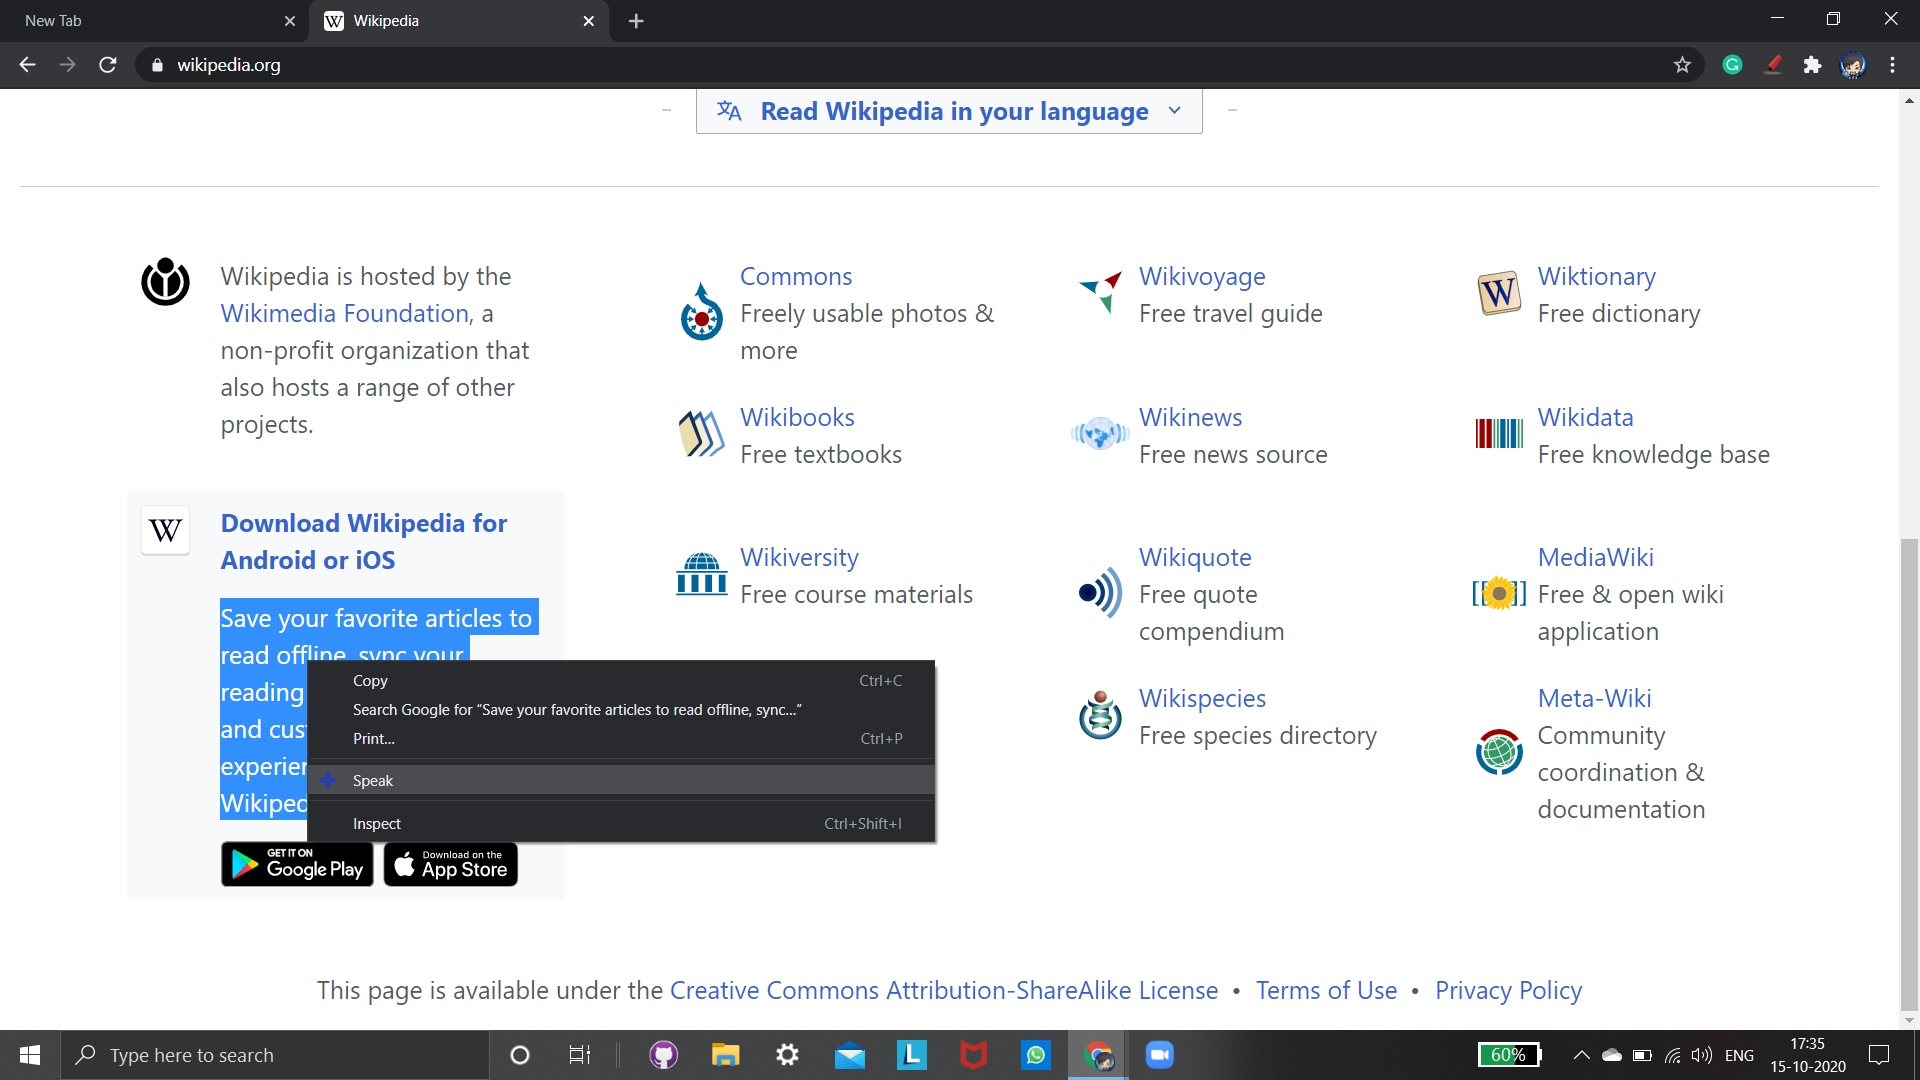 New Tab
Wikipedia
wikipedia.org
Read Wikipedia in your language
Wikipedia is hosted by the
Wikimedia Foundation, a
non-profit organization that
also hosts a range of other
projects.
Download Wikipedia for
Android or iOS
Save your favorite articles to
read offline, sync your
reading
and
Copy Ctrl+C
Search Google for “Save your favorite articles to read offline, sync...”
Print... Ctrl+P
Speak
Inspect Ctrl+Shift+I
GET IT ON
Google Play
Download on the
App Store
Commons
Freely usable photos &
more
Wikivoyage
Free travel guide
Wiktionary
Free dictionary
Wikibooks
Free textbooks
Wikinews
Free news source
Wikidata
Free knowledge base
Wikiversity
Free course materials
Wikiquote
Free quote
compendium
MediaWiki
Free & open wiki
application
Wikispecies
Free species directory
Meta-Wiki
Community
coordination &
documentation
This page is available under the Creative Commons Attribution-ShareAlike License • Terms of Use • Privacy Policy
Type here to search
60%
ENG
17:35
15-10-2020